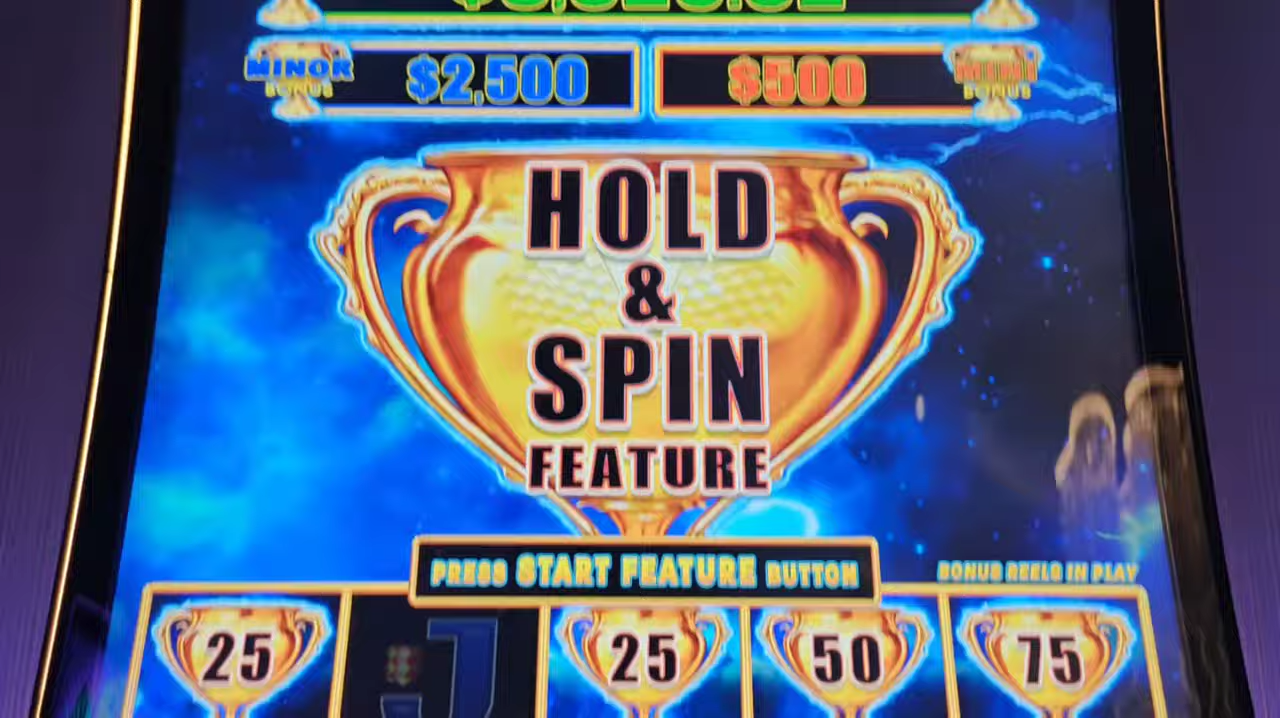 MINOR BONUS $2,500 $500 MINI BONUS
HOLD
&
SPIN
FEATURE
PRESS START FEATURE BUTTON
BONUS REELS IN PLAY
25 J 25 50 75